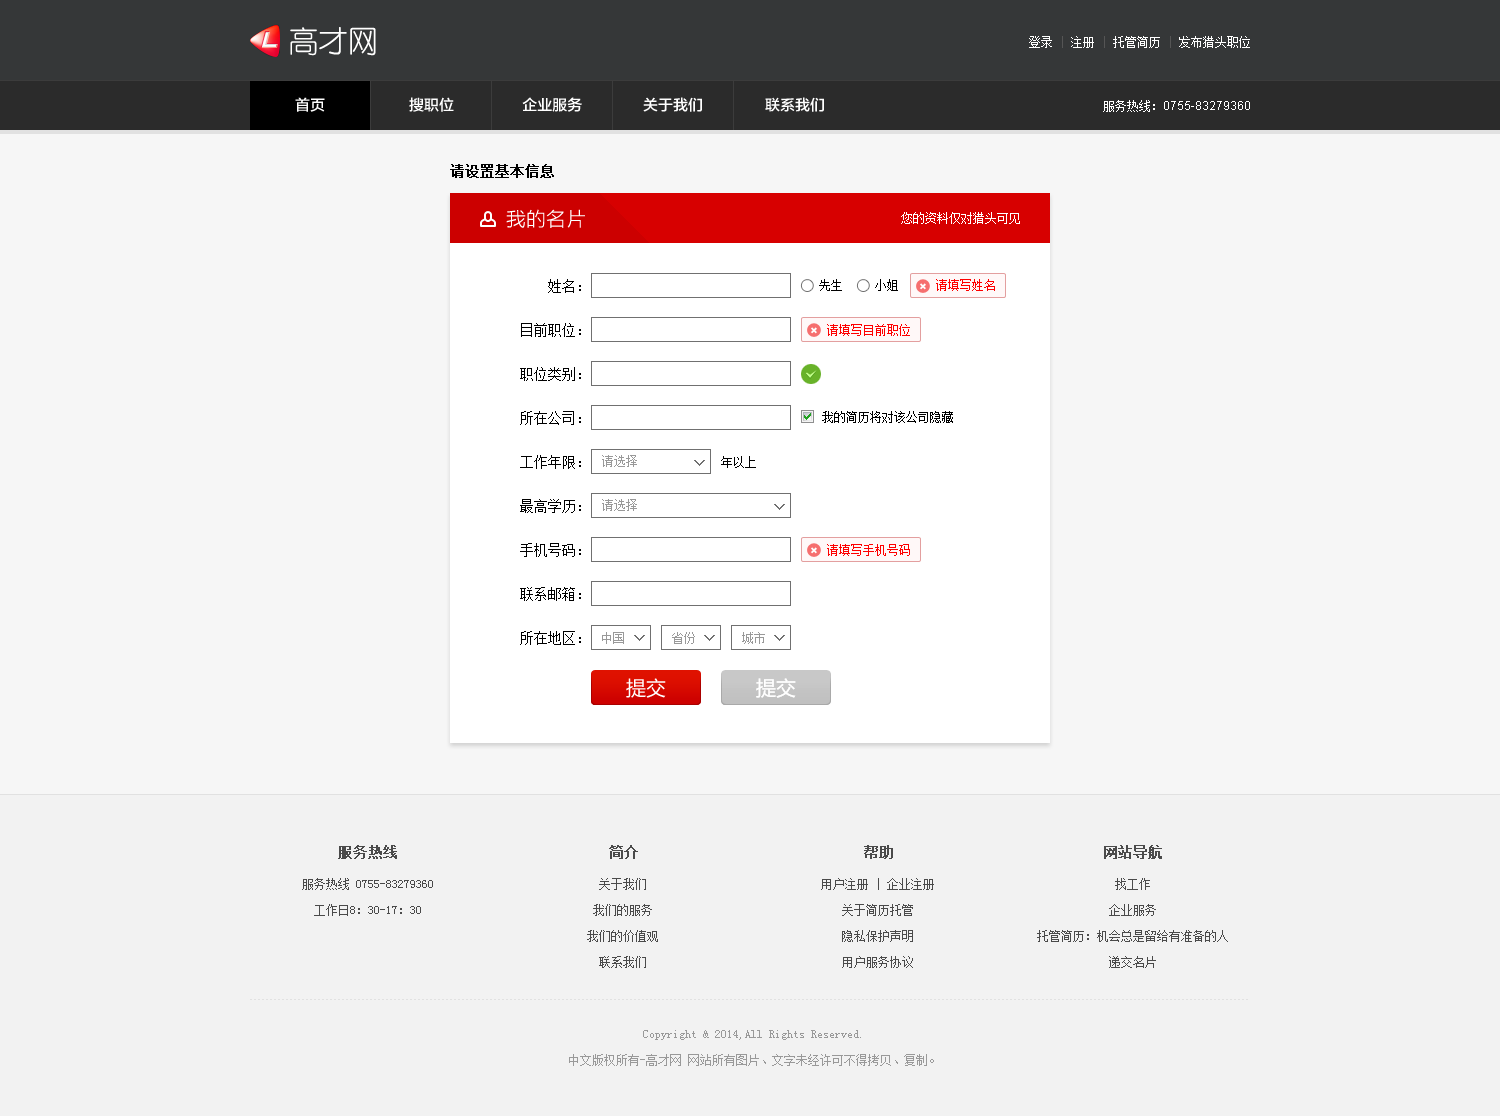 高才网
登录 | 注册 | 托管简历 | 发布猎头职位
首页 搜职位 企业服务 关于我们 联系我们 服务热线：0755-83279360
请设置基本信息
我的名片 您的资料仅对猎头可见
姓名： 先生 小姐 请填写姓名
目前职位： 请填写目前职位
职位类别：
所在公司： 我的简历将对该公司隐藏
工作年限： 请选择 年以上
最高学历： 请选择
手机号码： 请填写手机号码
联系邮箱：
所在地区： 中国 省份 城市
提交 提交
服务热线
服务热线 0755-83279360
工作日8：30-17：30
简介
关于我们
我们的服务
我们的价值观
联系我们
帮助
用户注册 | 企业注册
关于简历托管
隐私保护声明
用户服务协议
网站导航
找工作
企业服务
托管简历：机会总是留给有准备的人
递交名片
Copyright @ 2014,All Rights Reserved.
中文版权所有-高才网 网站所有图片、文字未经许可不得拷贝、复制。